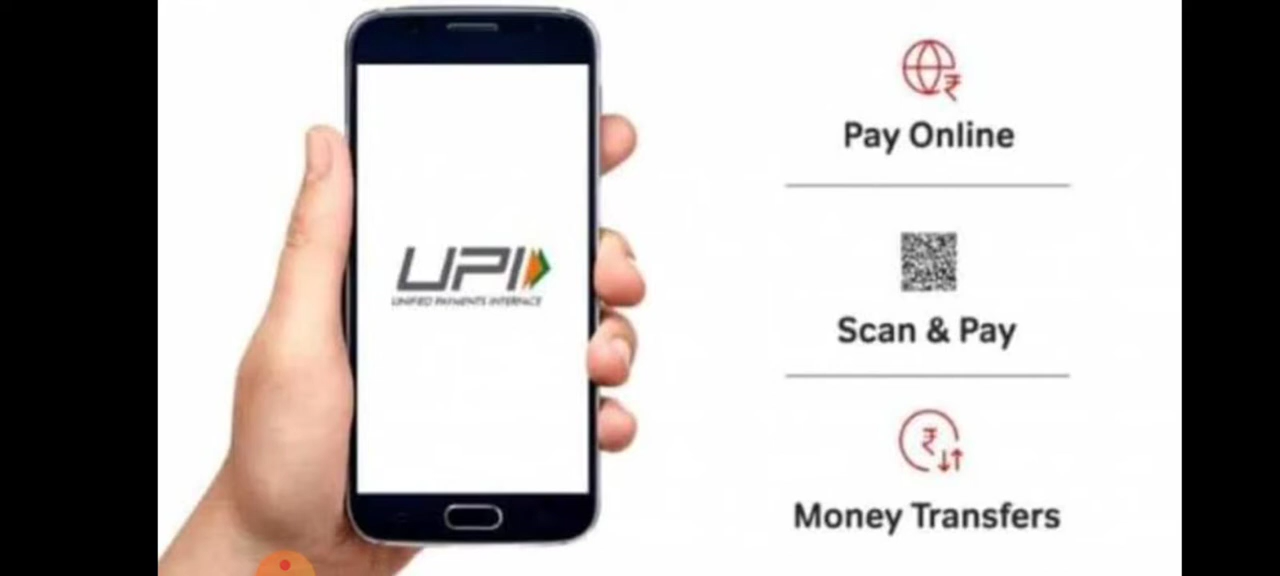 UPI
UNIFIED PAYMENTS INTERFACE
Pay Online
Scan & Pay
Money Transfers